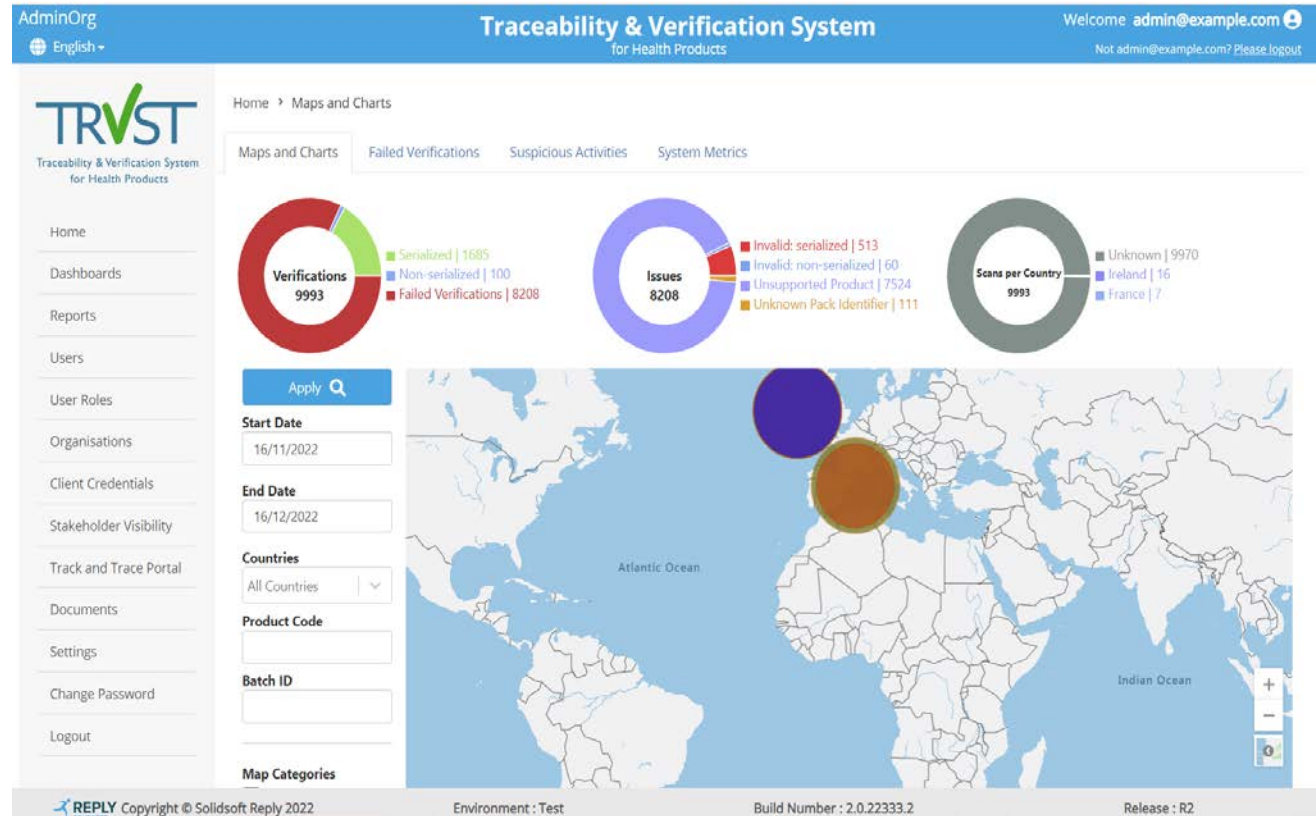 AdminOrg
English
Traceability & Verification System
for Health Products
Welcome admin@example.com
Not admin@example.com? Please logout
TRVST
Traceability & Verification System
for Health Products
Home
Dashboards
Reports
Users
User Roles
Organisations
Client Credentials
Stakeholder Visibility
Track and Trace Portal
Documents
Settings
Change Password
Logout
Home > Maps and Charts
Maps and Charts Failed Verifications Suspicious Activities System Metrics
Verifications
9993
Serialized | 1685
Non-serialized | 100
Failed Verifications | 8208
Issues
8208
Invalid: serialized | 513
Invalid: non-serialized | 60
Unsupported Product | 7524
Unknown Pack Identifier | 111
Scans per Country
9993
Unknown | 9970
Ireland | 16
France | 7
Apply
Start Date
16/11/2022
End Date
16/12/2022
Countries
All Countries
Product Code
Batch ID
Map Categories
Atlantic Ocean
Indian Ocean
+
−
REPLY Copyright © Solidsoft Reply 2022 Environment : Test Build Number : 2.0.22333.2 Release : R2